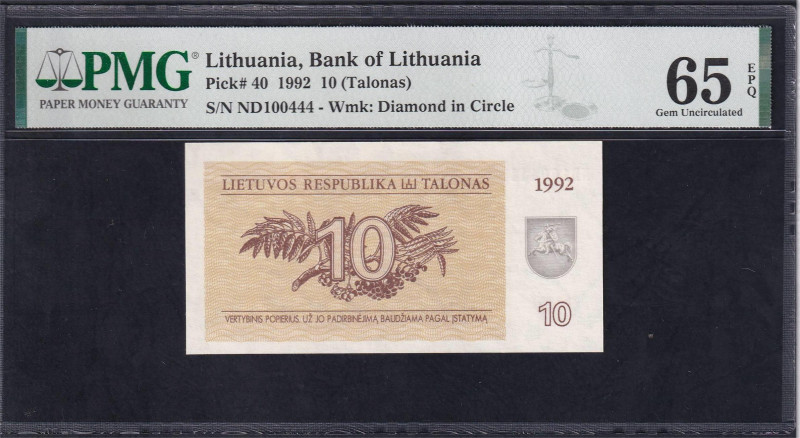 PMG®
PAPER MONEY GUARANTY
Lithuania, Bank of Lithuania
Pick# 40 1992 10 (Talonas)
S/N ND100444 - Wmk: Diamond in Circle
65
EPQ
Gem Uncirculated
LIETUVOS RESPUBLIKA TALONAS
1992
10
VERTYBINIS POPIERIUS. UŽ JO PADIRBINĖJIMĄ BAUDŽIAMA PAGAL ĮSTATYMĄ
10